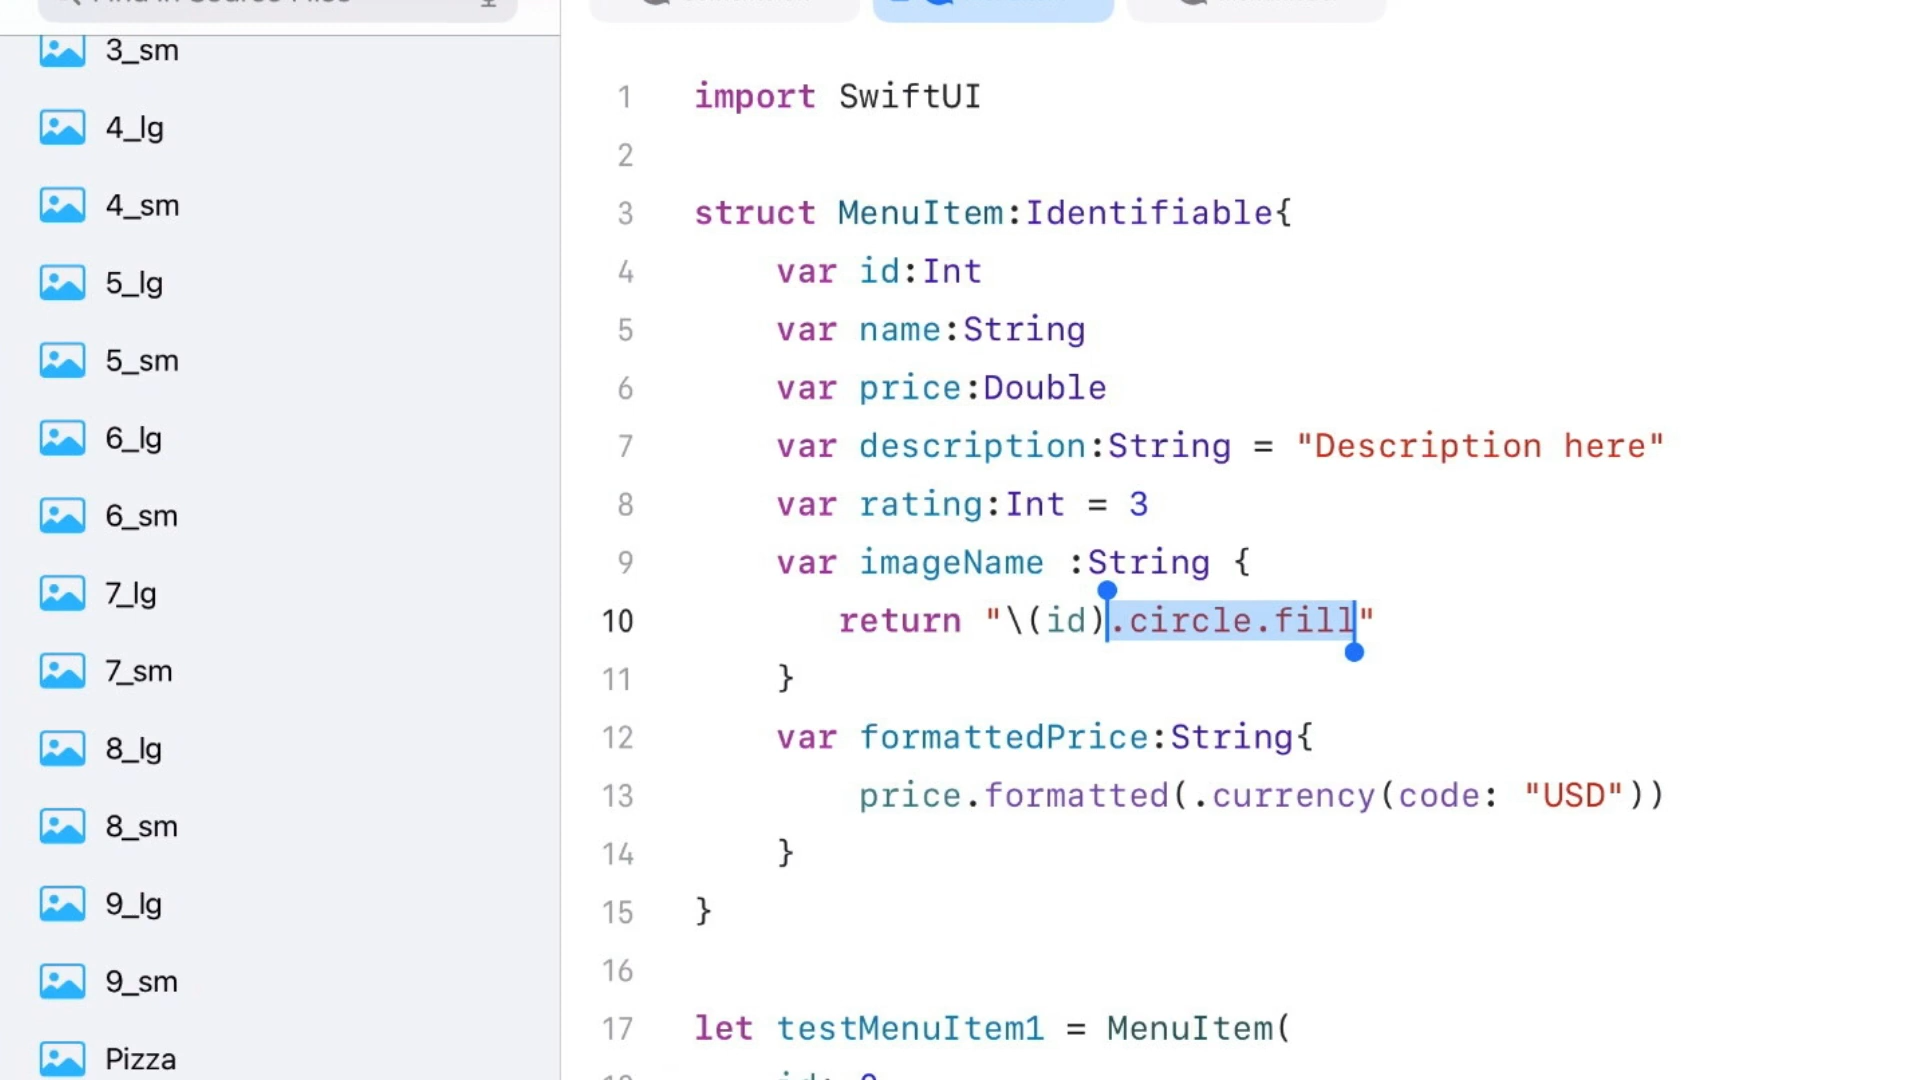 3_sm
4_lg
4_sm
5_lg
5_sm
6_lg
6_sm
7_lg
7_sm
8_lg
8_sm
9_lg
9_sm
Pizza
1 import SwiftUI
2
3 struct MenuItem:Identifiable{
4 var id:Int
5 var name:String
6 var price:Double
7 var description:String = "Description here"
8 var rating:Int = 3
9 var imageName :String {
10 return "\(id).circle.fill"
11 }
12 var formattedPrice:String{
13 price.formatted(.currency(code: "USD"))
14 }
15 }
16
17 let testMenuItem1 = MenuItem(